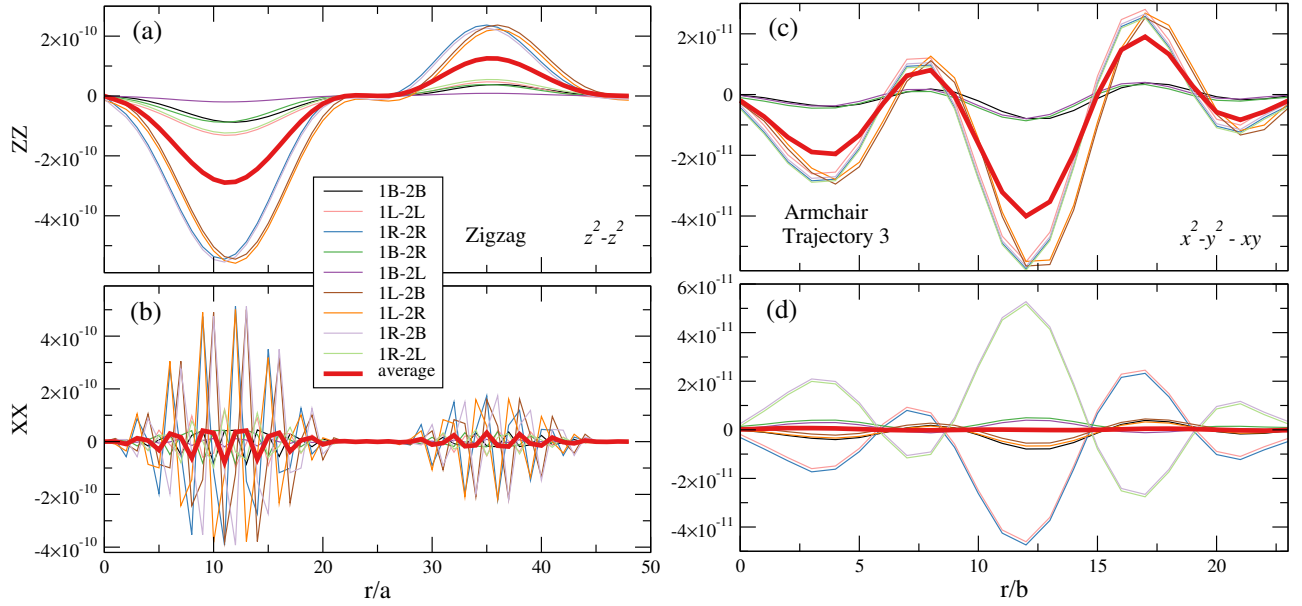 (a)
ZZ
2×10⁻¹⁰
0
-2×10⁻¹⁰
-4×10⁻¹⁰
Zigzag
z²-z²
(c)
2×10⁻¹¹
0
-2×10⁻¹¹
-4×10⁻¹¹
Armchair
Trajectory 3
x²-y² - xy
1B-2B
1L-2L
1R-2R
1B-2R
1B-2L
1L-2B
1L-2R
1R-2B
1R-2L
average
(b)
XX
4×10⁻¹⁰
2×10⁻¹⁰
0
-2×10⁻¹⁰
-4×10⁻¹⁰
0 10 20 30 40 50
r/a
(d)
6×10⁻¹¹
4×10⁻¹¹
2×10⁻¹¹
0
-2×10⁻¹¹
-4×10⁻¹¹
0 5 10 15 20
r/b